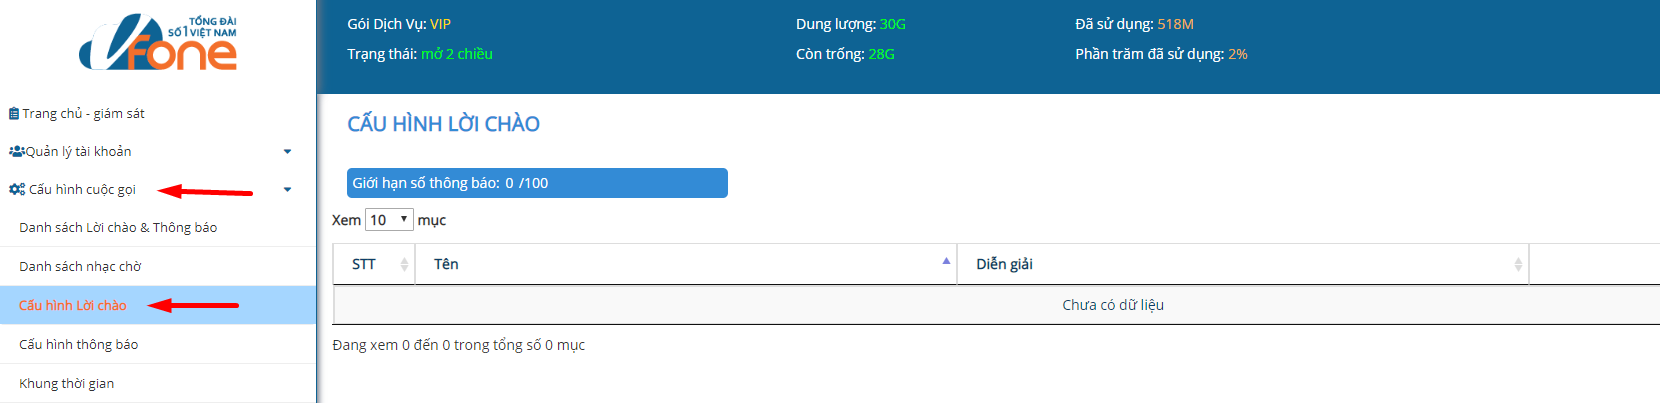 TỔNG ĐÀI
SỐ 1 VIỆT NAM
Vfone
Gói Dịch Vụ: VIP
Dung lượng: 30G
Đã sử dụng: 518M
Trạng thái: mở 2 chiều
Còn trống: 28G
Phần trăm đã sử dụng: 2%
Trang chủ - giám sát
Quản lý tài khoản
Cấu hình cuộc gọi
Danh sách Lời chào & Thông báo
Danh sách nhạc chờ
Cấu hình Lời chào
Cấu hình thông báo
Khung thời gian
CẤU HÌNH LỜI CHÀO
Giới hạn số thông báo: 0 /100
Xem 10 mục
STT Tên Diễn giải
Chưa có dữ liệu
Đang xem 0 đến 0 trong tổng số 0 mục